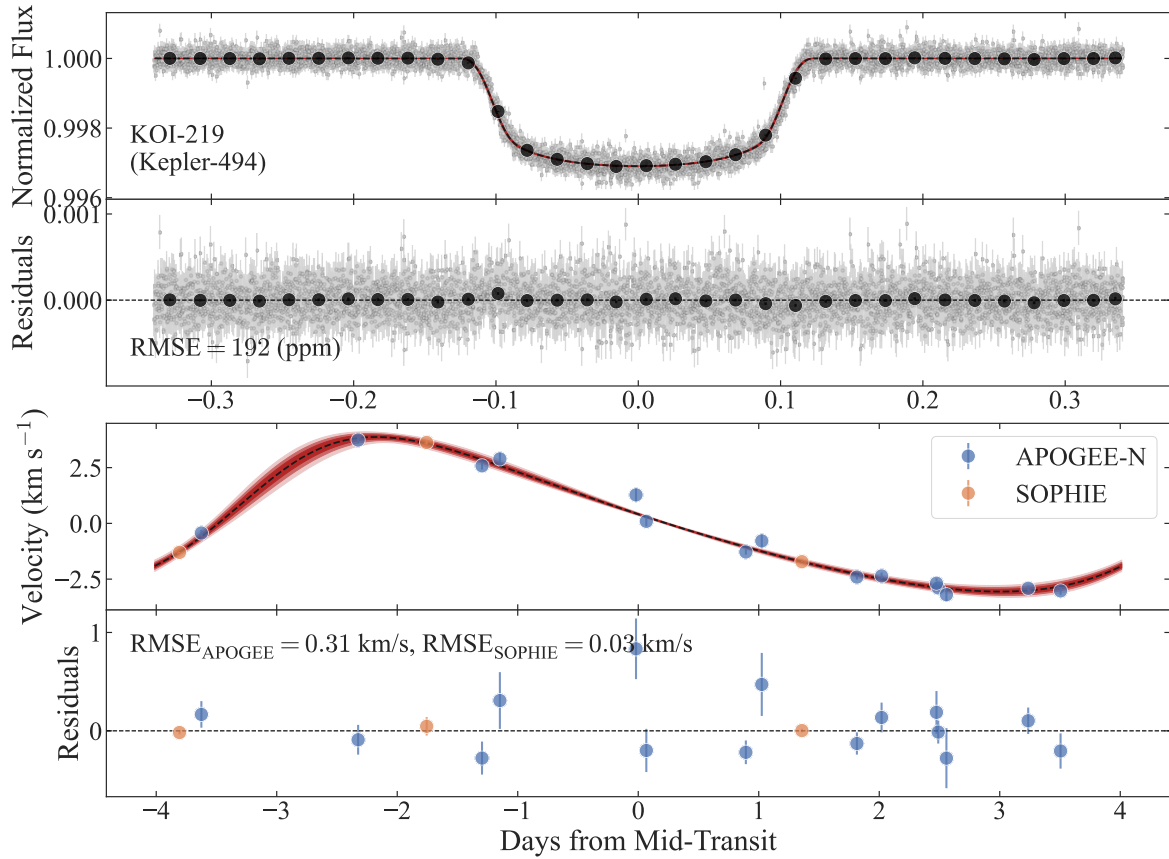 Normalized Flux
1.000
0.998
0.996
KOI-219
(Kepler-494)
Residuals
0.001
0.000
RMSE = 192 (ppm)
−0.3 −0.2 −0.1 0.0 0.1 0.2 0.3
Velocity (km s⁻¹)
2.5
0.0
−2.5
APOGEE-N
SOPHIE
Residuals
1
0
RMSE_APOGEE = 0.31 km/s, RMSE_SOPHIE = 0.03 km/s
−4 −3 −2 −1 0 1 2 3 4
Days from Mid-Transit